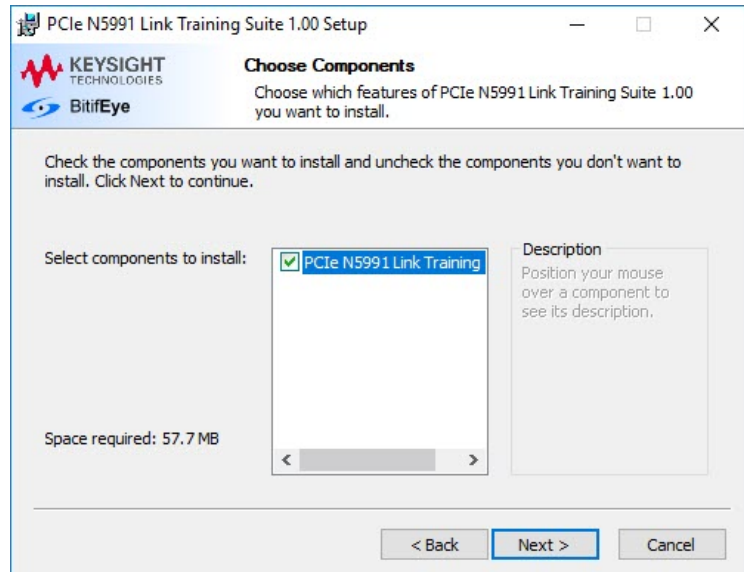 PCIe N5991 Link Training Suite 1.00 Setup
KEYSIGHT
TECHNOLOGIES
BitifEye
Choose Components
Choose which features of PCIe N5991 Link Training Suite 1.00
you want to install.
Check the components you want to install and uncheck the components you don't want to
install. Click Next to continue.
Select components to install:
PCIe N5991 Link Training
Description
Position your mouse
over a component to
see its description.
Space required: 57.7 MB
< Back
Next >
Cancel